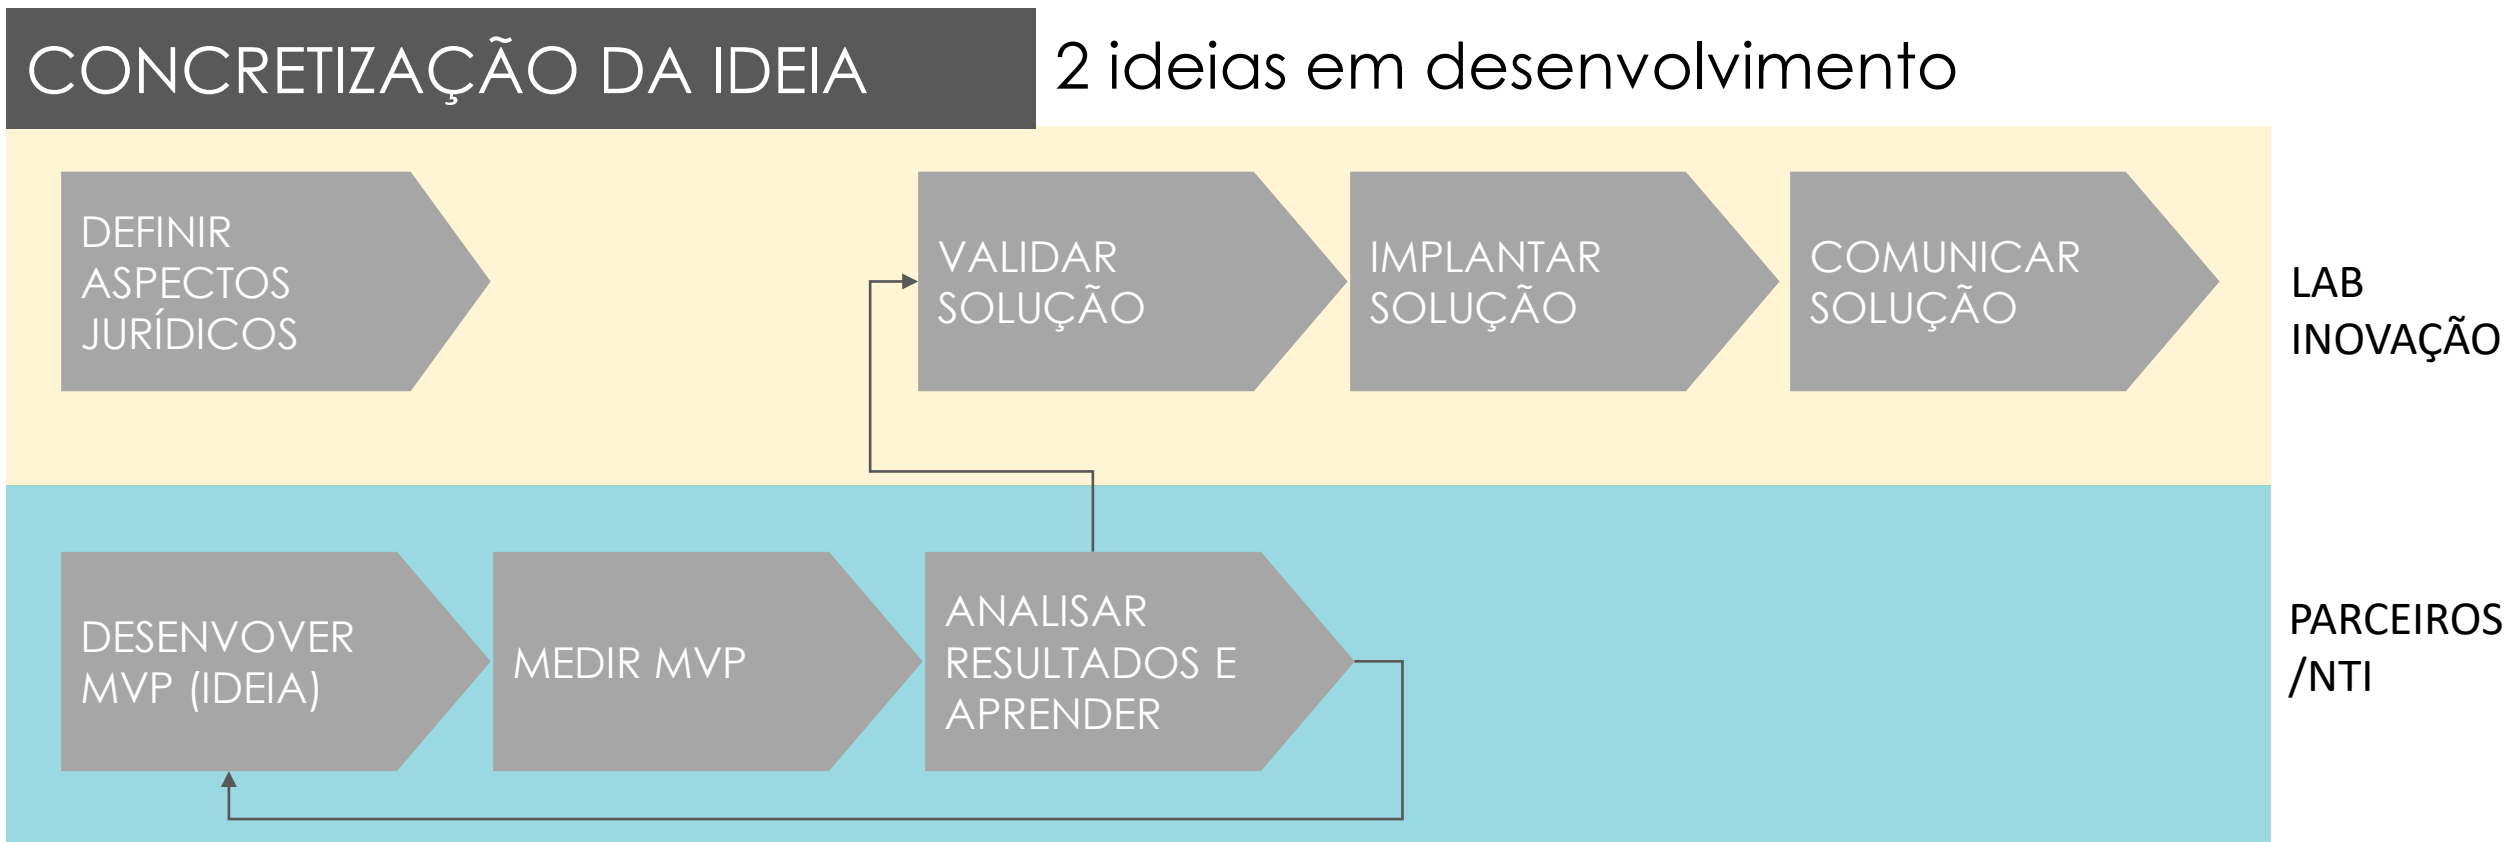 CONCRETIZAÇÃO DA IDEIA
2 ideias em desenvolvimento
DEFINIR
ASPECTOS
JURÍDICOS
VALIDAR
SOLUÇÃO
IMPLANTAR
SOLUÇÃO
COMUNICAR
SOLUÇÃO
LAB
INOVAÇÃO
DESENVOVER
MVP (IDEIA)
MEDIR MVP
ANALISAR
RESULTADOS E
APRENDER
PARCEIROS
/NTI